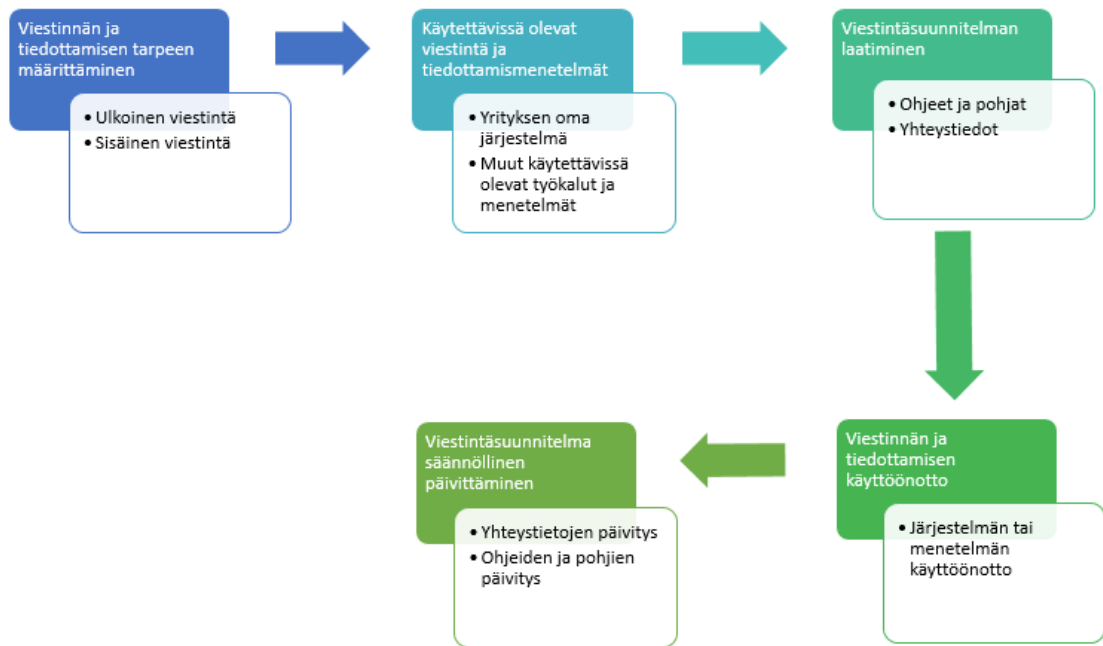 Viestinnän ja
tiedottamisen tarpeen
määrittäminen
• Ulkoinen viestintä
• Sisäinen viestintä
Käytettävissä olevat
viestintä ja
tiedottamismenetelmät
• Yrityksen oma
järjestelmä
• Muut käytettävissä
olevat työkalut ja
menetelmät
Viestintäsuunnitelman
laatiminen
• Ohjeet ja pohjat
• Yhteystiedot
Viestinnän ja
tiedottamisen
käyttöönotto
• Järjestelmän tai
menetelmän
käyttöönotto
Viestintäsuunnitelma
säännöllinen
päivittäminen
• Yhteystietojen päivitys
• Ohjeiden ja pohjien
päivitys